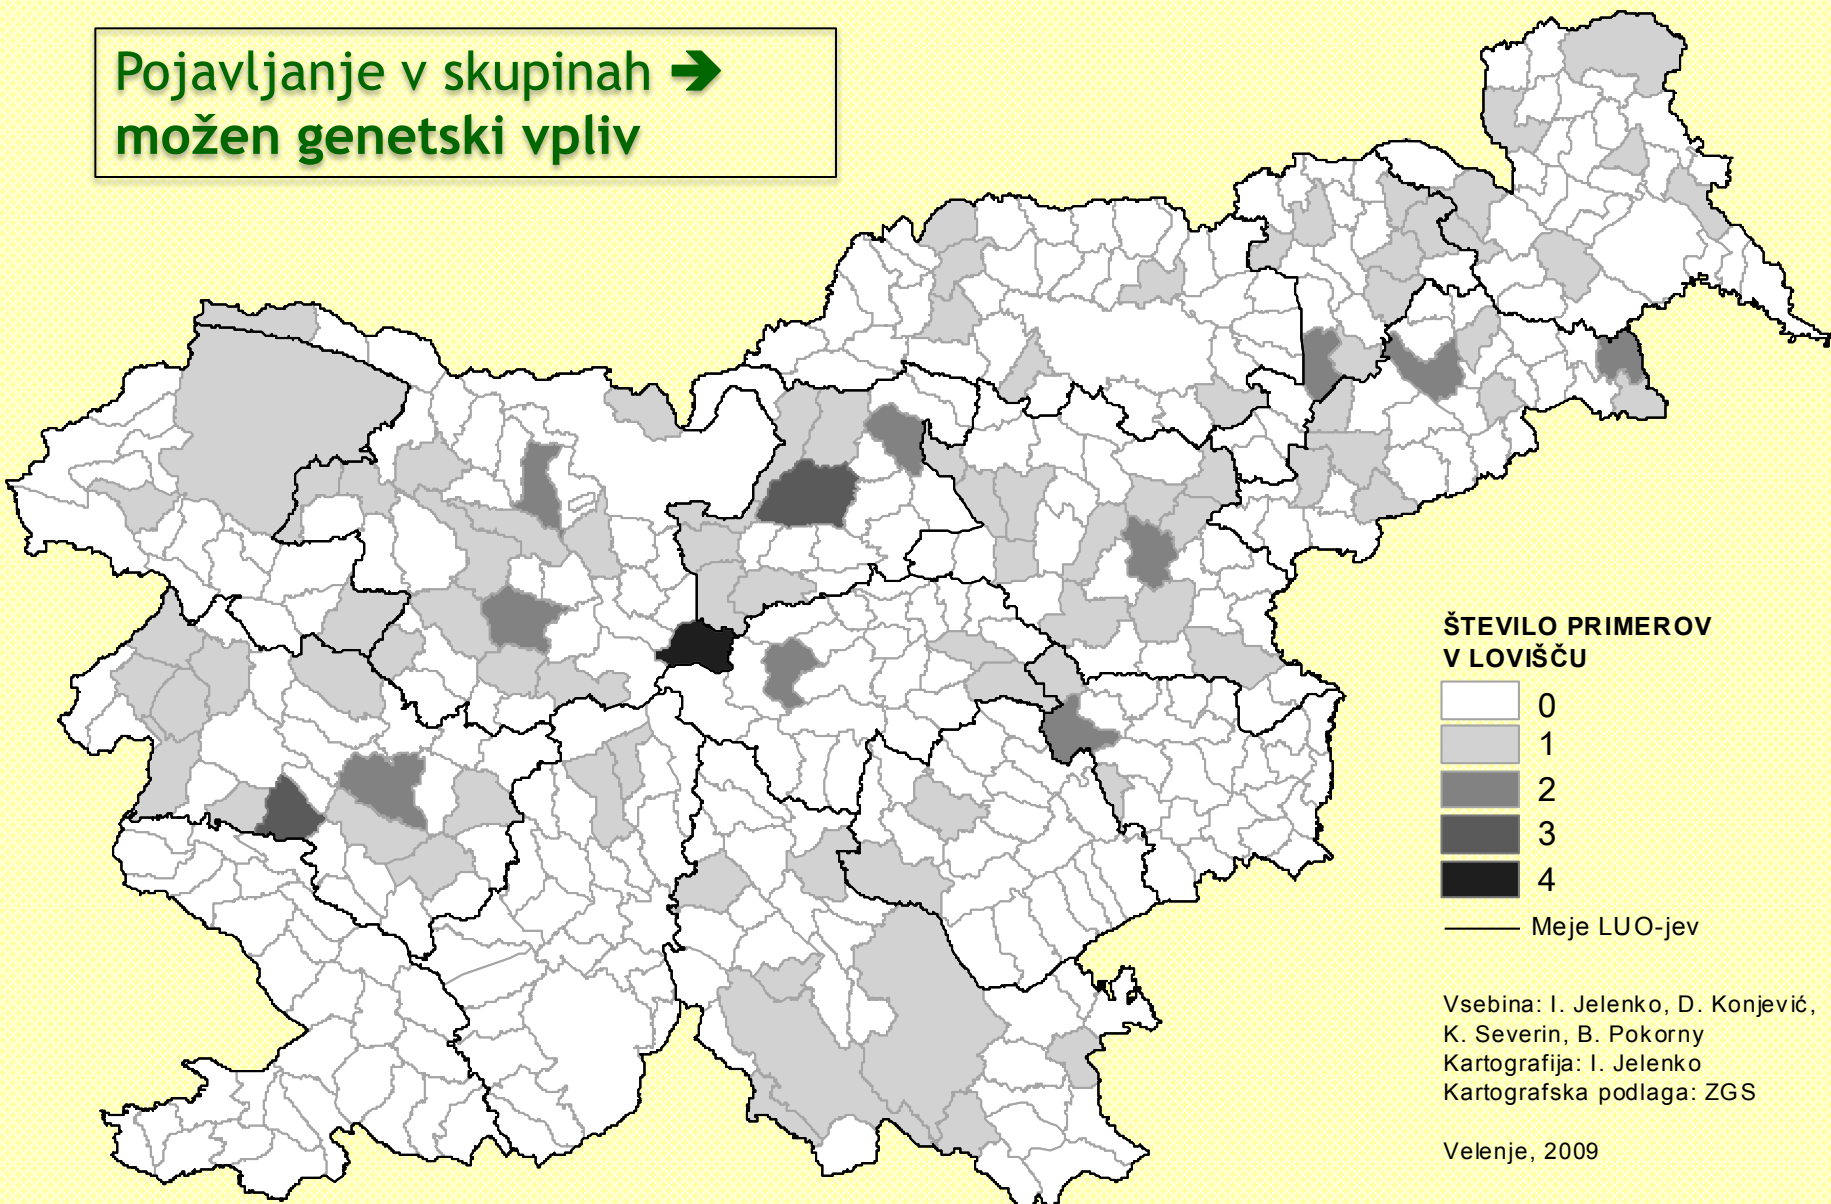 Pojavljanje v skupinah ➔
možen genetski vpliv
ŠTEVILO PRIMEROV
V LOVIŠČU
0
1
2
3
4
Meje LUO-jev
Vsebina: I. Jelenko, D. Konjević,
K. Severin, B. Pokorny
Kartografija: I. Jelenko
Kartografska podlaga: ZGS
Velenje, 2009